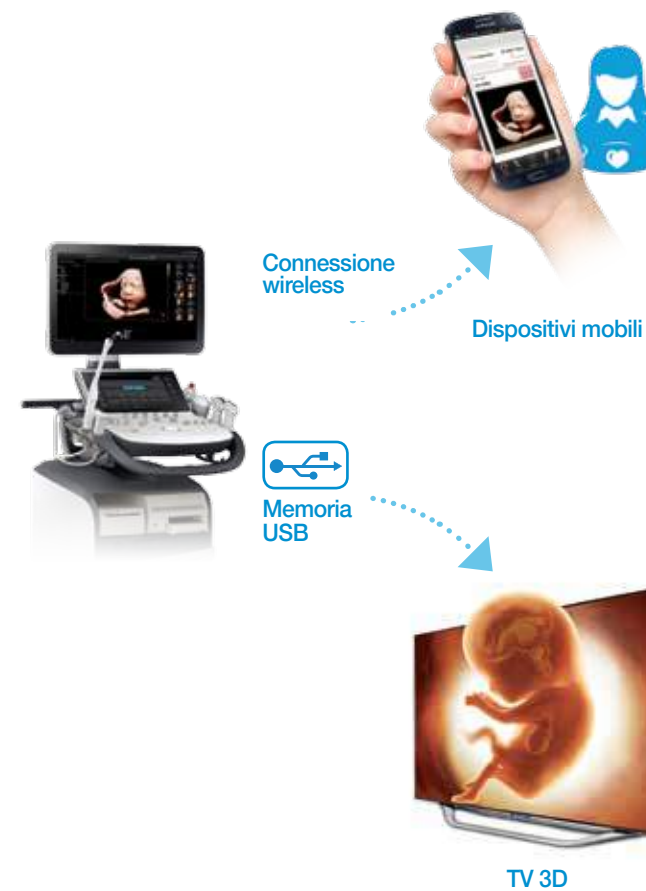 Connessione
wireless
Dispositivi mobili
Memoria
USB
TV 3D